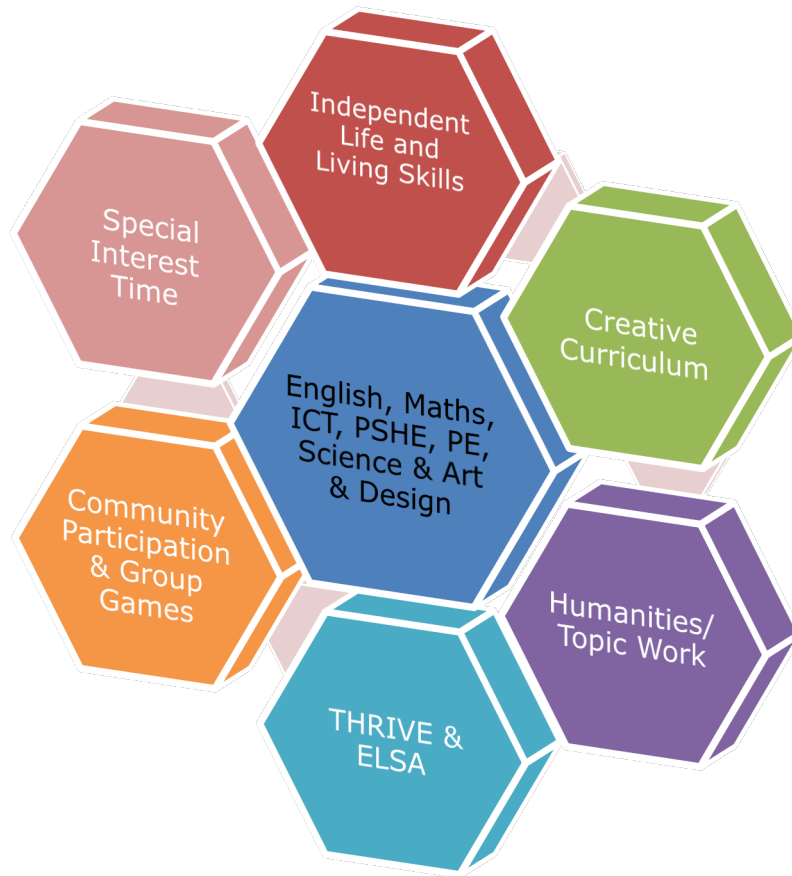 Independent
Life and
Living Skills
Special
Interest
Time
Creative
Curriculum
English, Maths,
ICT, PSHE, PE,
Science & Art
& Design
Community
Participation
& Group
Games
Humanities/
Topic Work
THRIVE &
ELSA